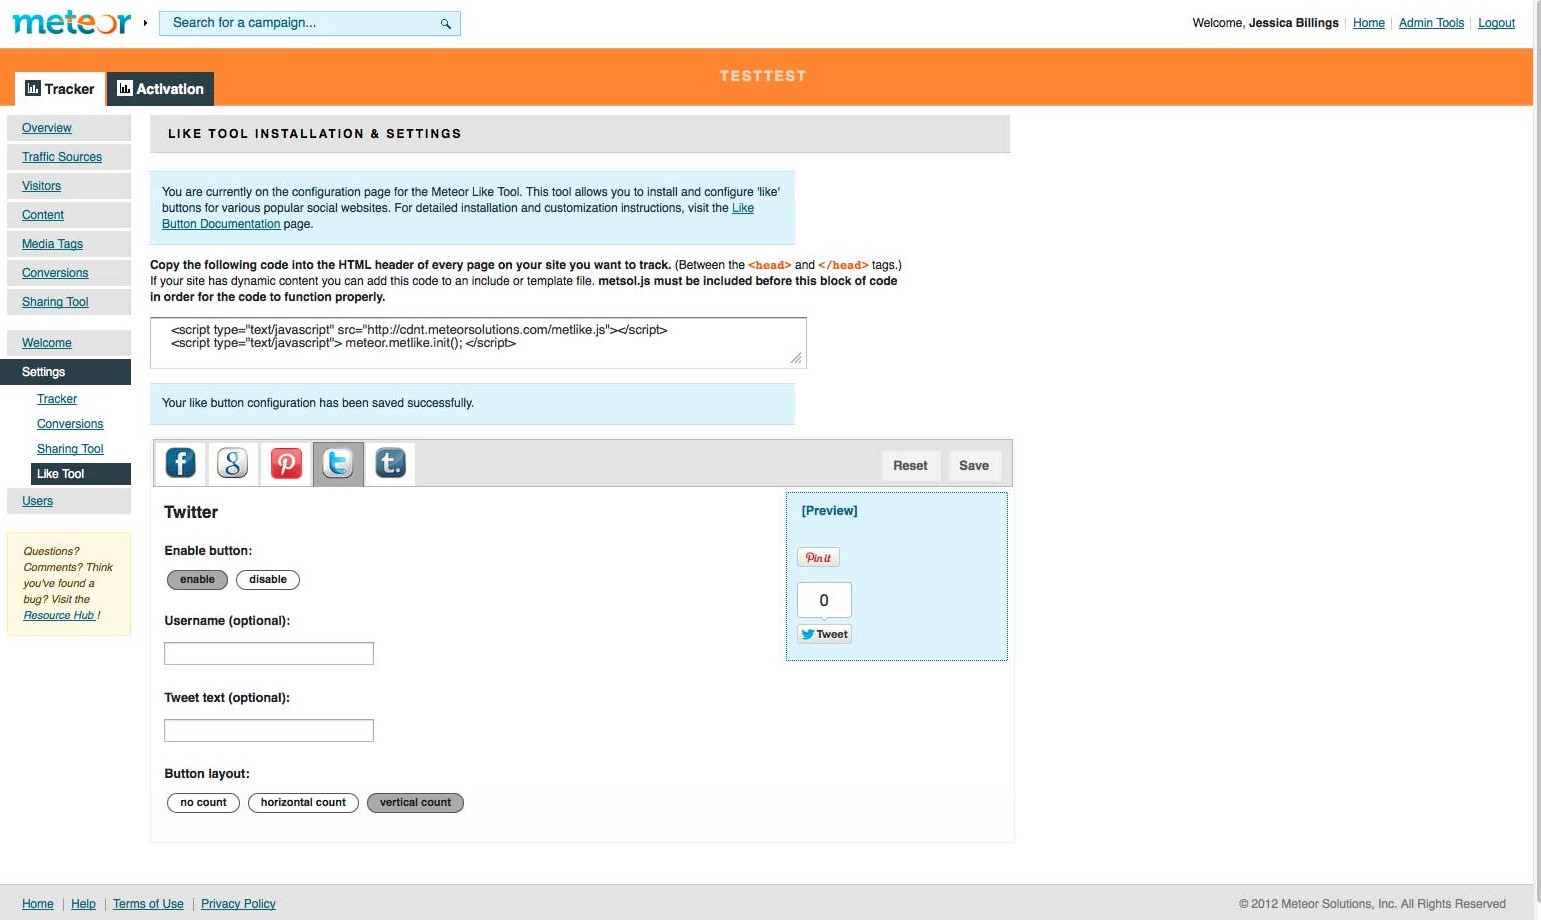 meteor
Search for a campaign...
Welcome, Jessica Billings | Home | Admin Tools | Logout
TESTTEST
Tracker
Activation
Overview
Traffic Sources
Visitors
Content
Media Tags
Conversions
Sharing Tool
Welcome
Settings
Tracker
Conversions
Sharing Tool
Like Tool
Users
Questions?
Comments? Think
you've found a
bug? Visit the
Resource Hub !
LIKE TOOL INSTALLATION & SETTINGS
You are currently on the configuration page for the Meteor Like Tool. This tool allows you to install and configure 'like'
buttons for various popular social websites. For detailed installation and customization instructions, visit the Like
Button Documentation page.
Copy the following code into the HTML header of every page on your site you want to track. (Between the <head> and </head> tags.)
If your site has dynamic content you can add this code to an include or template file. metsol.js must be included before this block of code
in order for the code to function properly.
<script type="text/javascript" src="http://cdnt.meteorsolutions.com/metlike.js"></script>
<script type="text/javascript"> meteor.metlike.init(); </script>
Your like button configuration has been saved successfully.
f
g
p
t
t.
Reset
Save
Twitter
Enable button:
enable
disable
Username (optional):
Tweet text (optional):
Button layout:
no count
horizontal count
vertical count
[Preview]
Pin it
0
Tweet
Home | Help | Terms of Use | Privacy Policy
© 2012 Meteor Solutions, Inc. All Rights Reserved